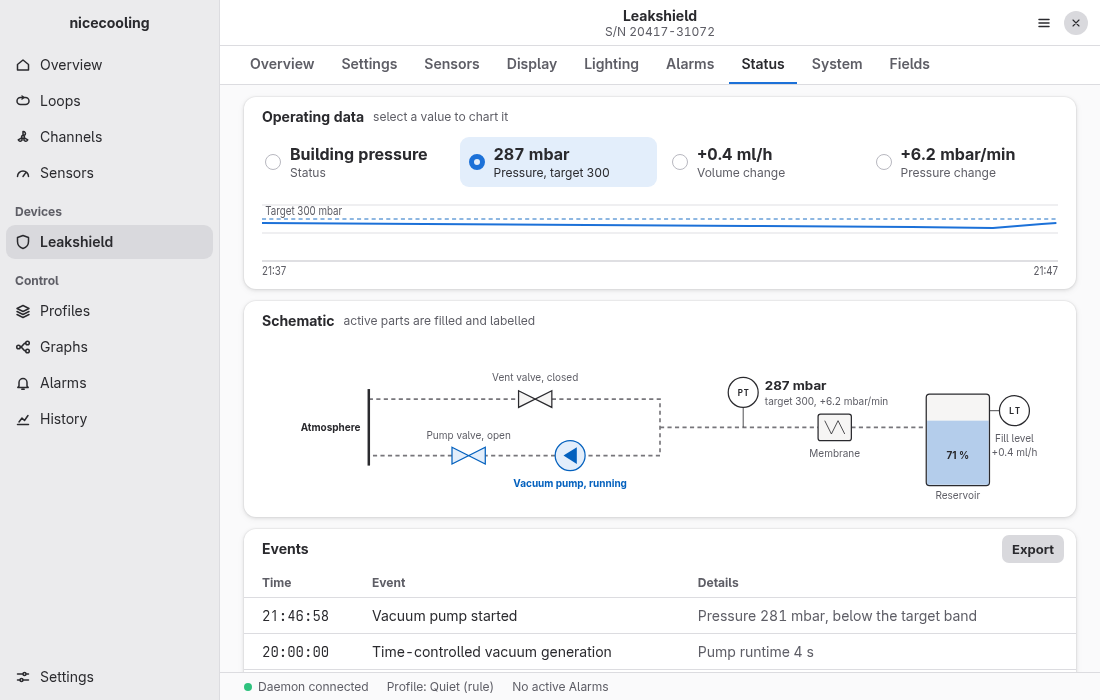 nicecooling
Overview
Loops
Channels
Sensors
Devices
Leakshield
Control
Profiles
Graphs
Alarms
History
Settings
Leakshield
S/N 20417-31072
Overview Settings Sensors Display Lighting Alarms Status System Fields
Operating data select a value to chart it
Building pressure
Status
287 mbar
Pressure, target 300
+0.4 ml/h
Volume change
+6.2 mbar/min
Pressure change
Target 300 mbar
21:37 21:47
Schematic active parts are filled and labelled
Vent valve, closed
Atmosphere
Pump valve, open
Vacuum pump, running
PT
287 mbar
target 300, +6.2 mbar/min
Membrane
LT
Fill level
+0.4 ml/h
71 %
Reservoir
Events
Export
Time Event Details
21:46:58 Vacuum pump started Pressure 281 mbar, below the target band
20:00:00 Time-controlled vacuum generation Pump runtime 4 s
Daemon connected Profile: Quiet (rule) No active Alarms